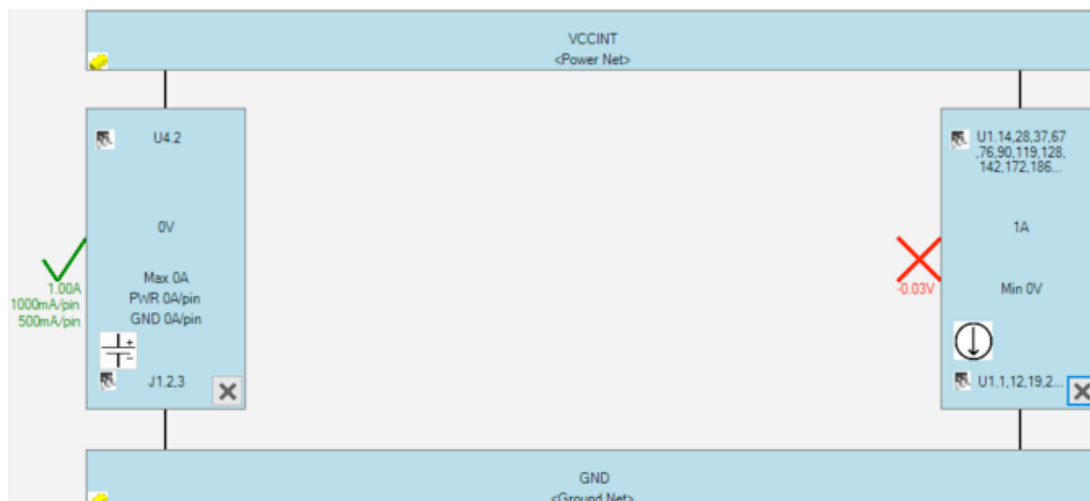 VCCINT
<Power Net>
U4.2
0V
Max 0A
PWR 0A/pin
GND 0A/pin
J1.2,3
1.00A
1000mA/pin
500mA/pin
U1.14,28,37,67
,76,90,119,128,
142,172,186...
1A
Min 0V
U1.1,12,19,2...
-0.03V
GND
<Ground Net>